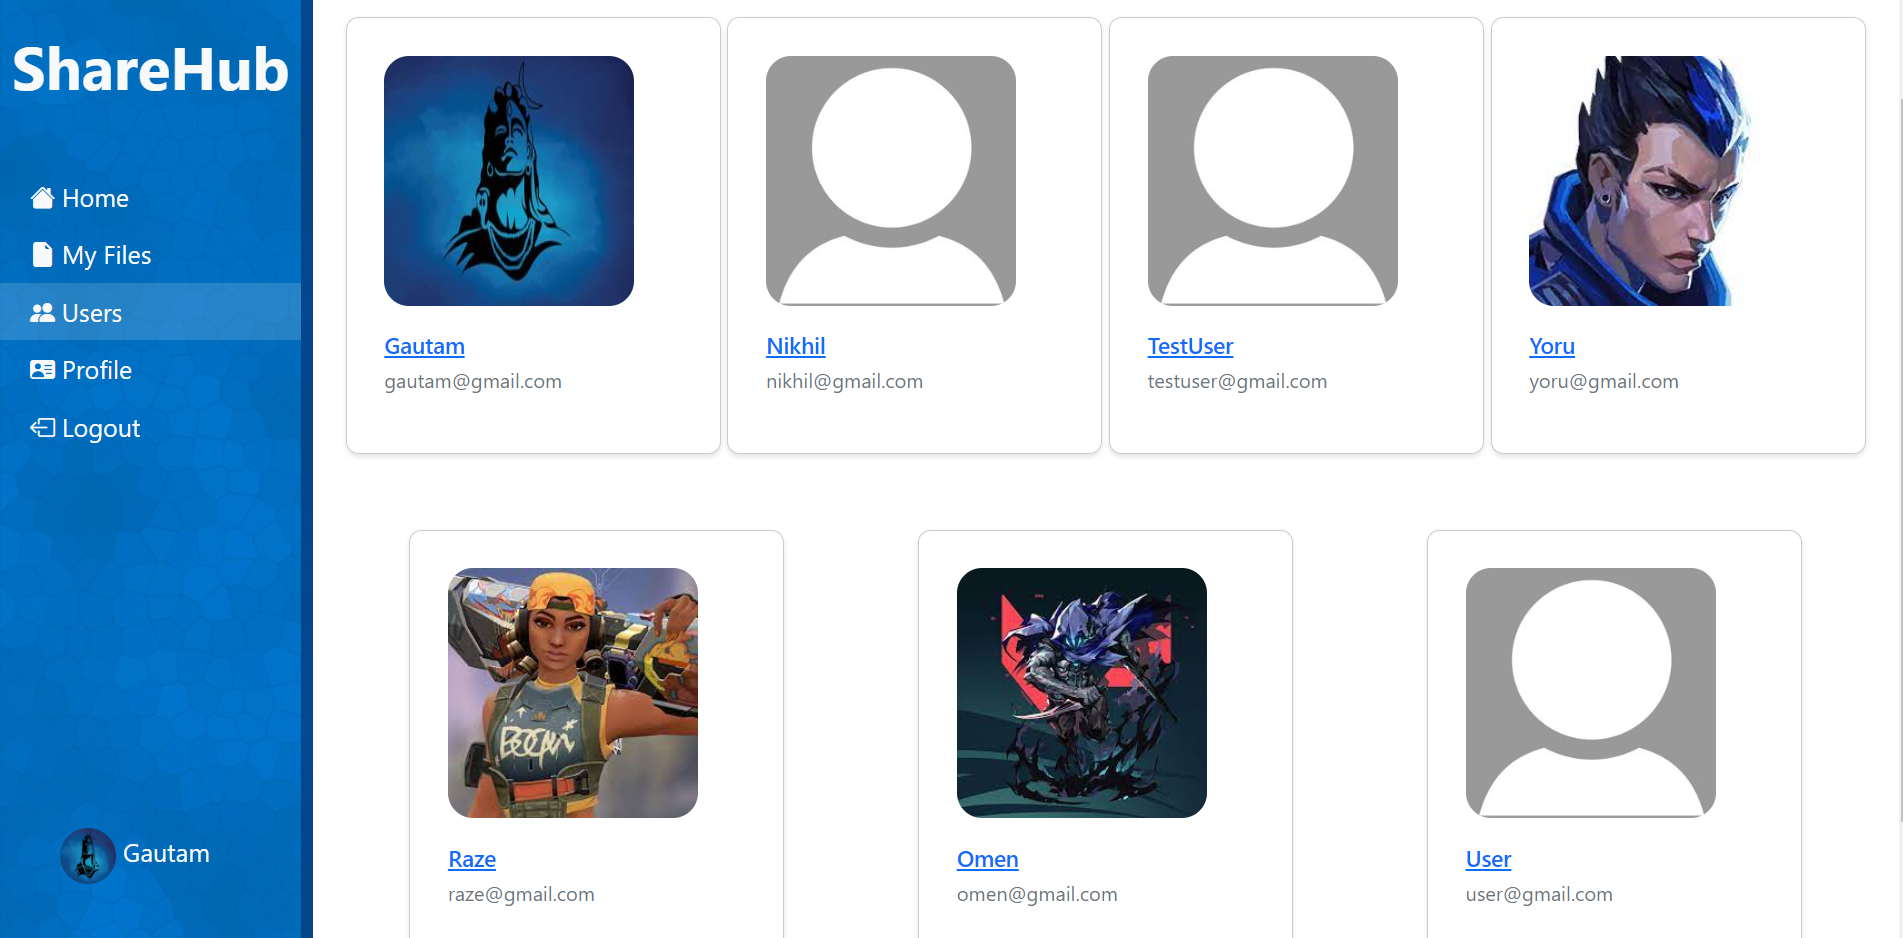 ShareHub
Home
My Files
Users
Profile
Logout
Gautam
Gautam
gautam@gmail.com
Nikhil
nikhil@gmail.com
TestUser
testuser@gmail.com
Yoru
yoru@gmail.com
Raze
raze@gmail.com
Omen
omen@gmail.com
User
user@gmail.com